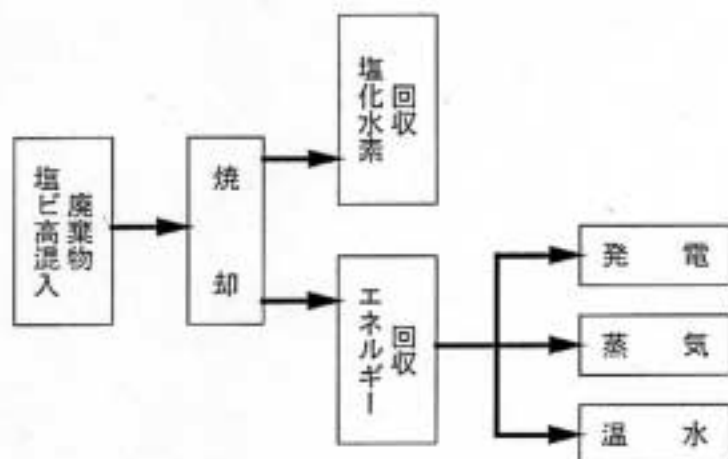 塩ビ高混入
廃棄物
焼却
塩化水素
回収
エネルギー
回収
発電
蒸気
温水